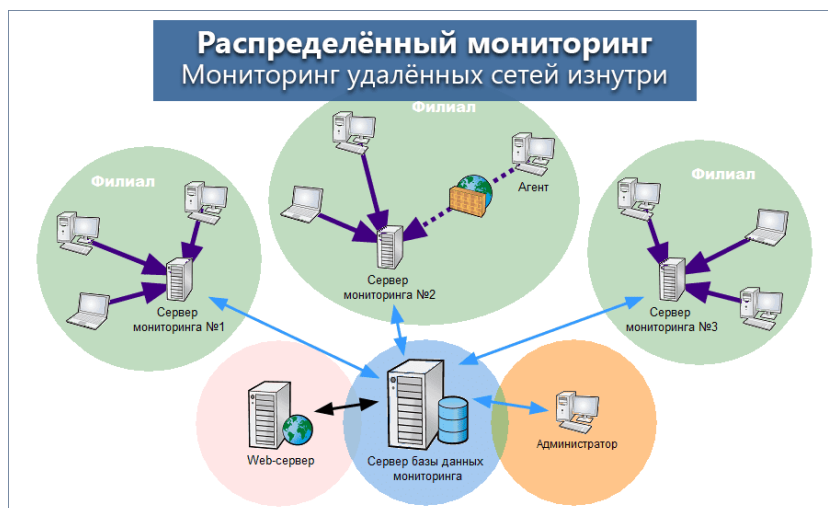 Распределённый мониторинг
Мониторинг удалённых сетей изнутри
Филиал
Филиал
Филиал
Агент
Сервер
мониторинга №1
Сервер
мониторинга №2
Сервер
мониторинга №3
Web-сервер
Сервер базы данных
мониторинга
Администратор